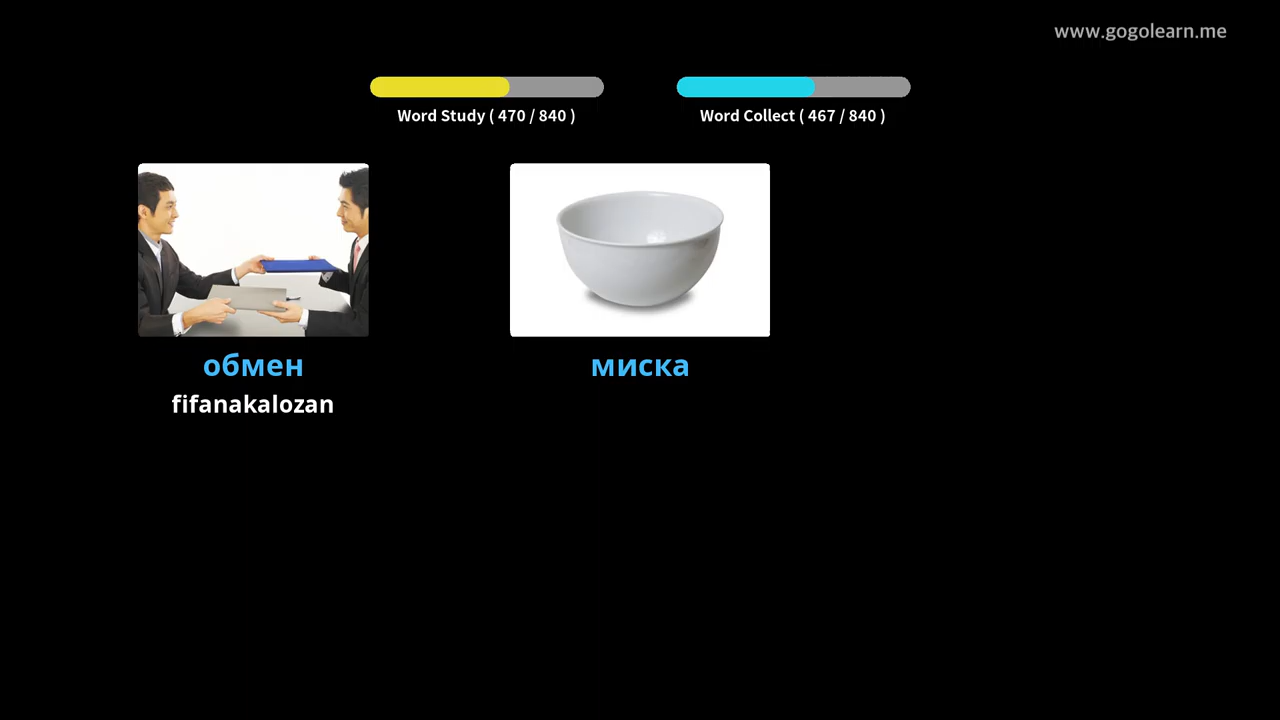 www.gogolearn.me
Word Study ( 470 / 840 )
Word Collect ( 467 / 840 )
обмен
миска
fifanakalozan